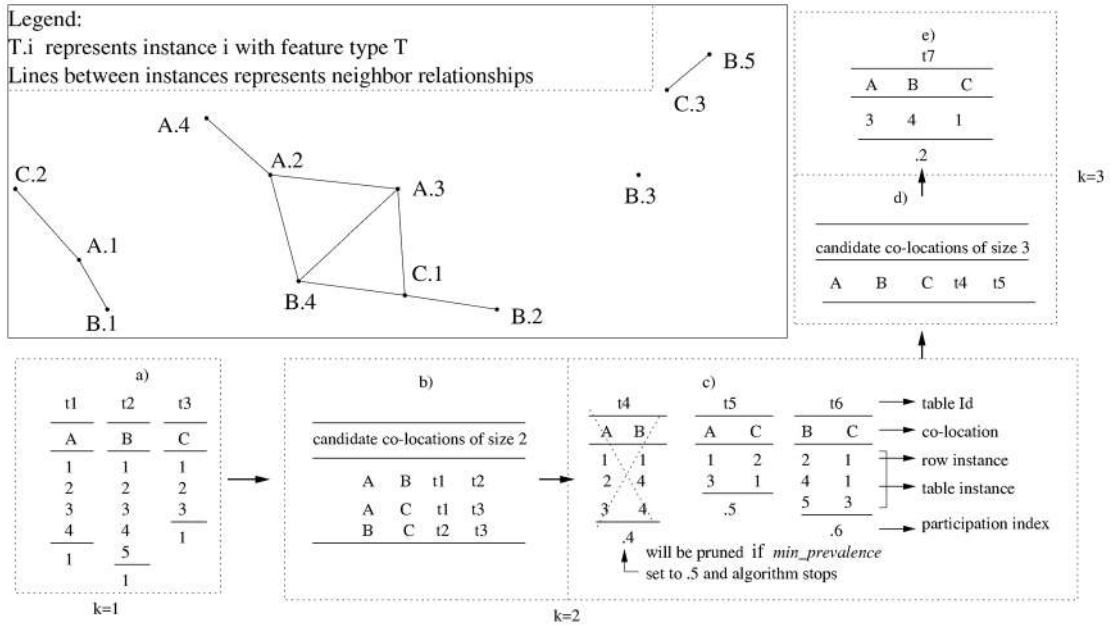 Legend:
T.i represents instance i with feature type T
Lines between instances represents neighbor relationships
B.5
C.3
A.4
A.2
A.3
B.3
C.2
A.1
C.1
B.4
B.2
B.1
e)
t7
A B C
3 4 1
.2
k=3
d)
candidate co-locations of size 3
A B C t4 t5
a)
t1 t2 t3
A B C
1 1 1
2 2 2
3 3 3
4 4 1
1 5
1
k=1
b)
candidate co-locations of size 2
A B t1 t2
A C t1 t3
B C t2 t3
c)
t4 t5 t6 table Id
A B A C B C co-location
1 1 1 2 2 1 row instance
2 4 3 1 4 1 table instance
3 4 .5 5 3
.4 .6 participation index
will be pruned if min_prevalence
set to .5 and algorithm stops
k=2